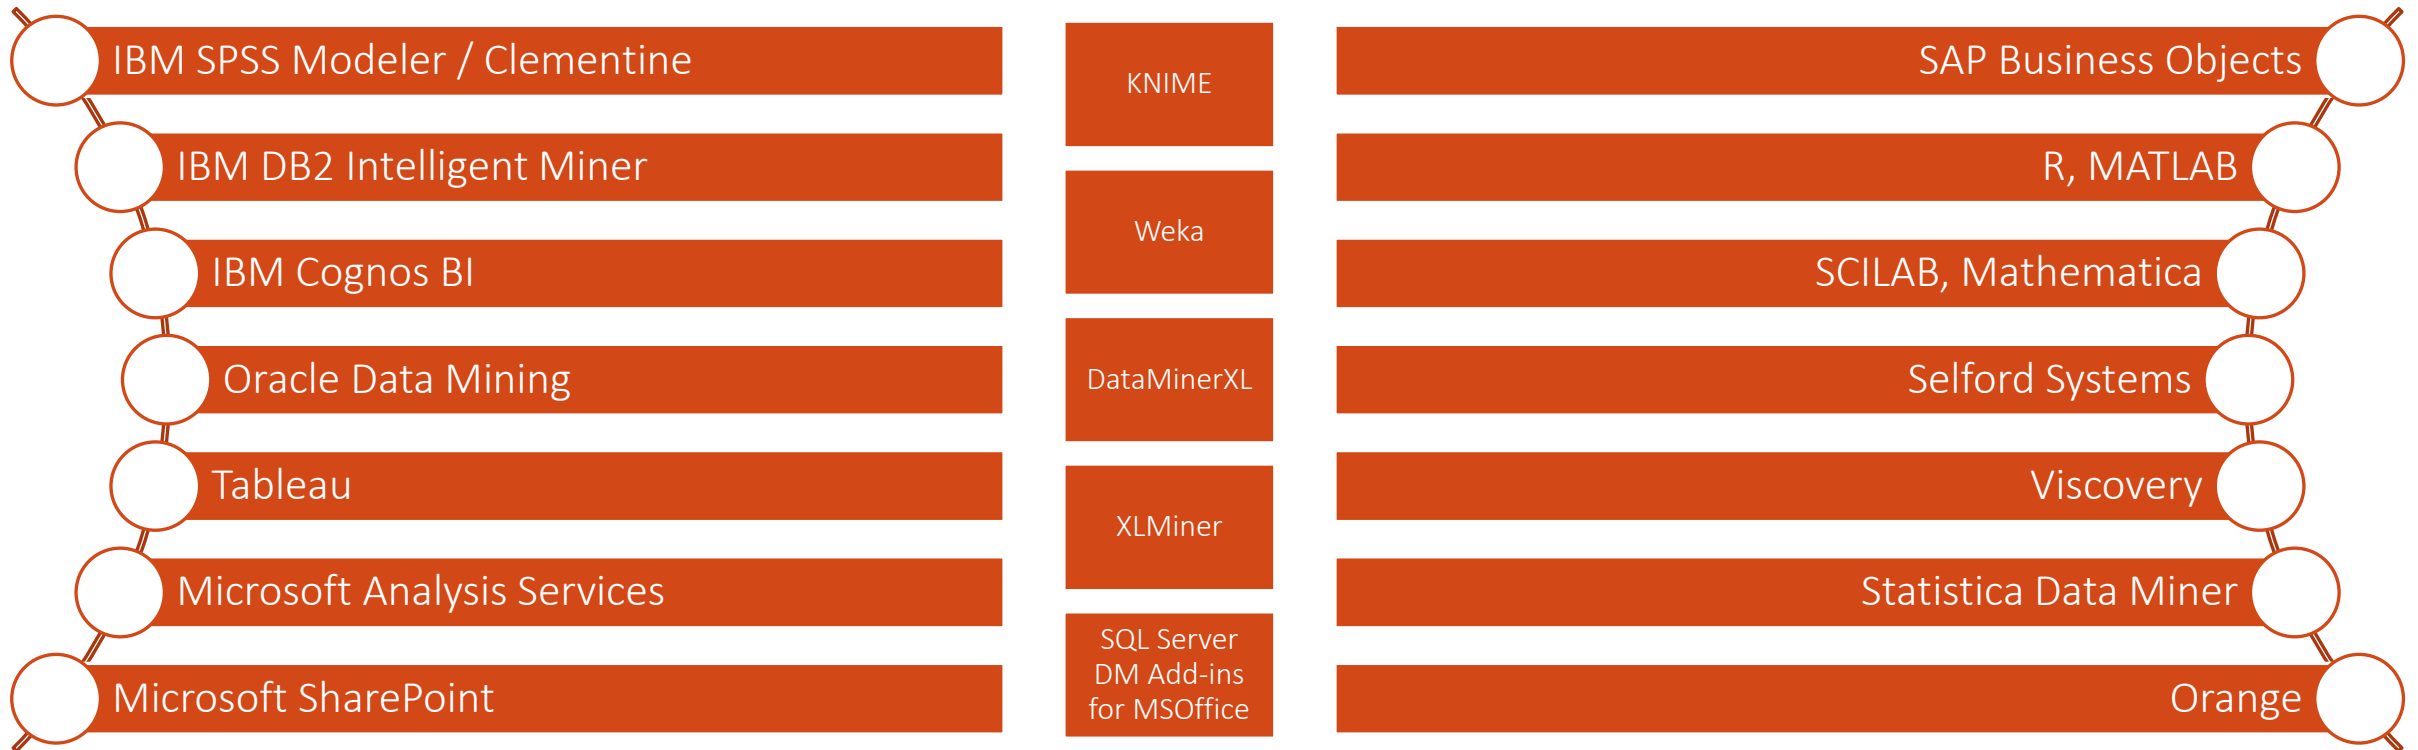 IBM SPSS Modeler / Clementine
IBM DB2 Intelligent Miner
IBM Cognos BI
Oracle Data Mining
Tableau
Microsoft Analysis Services
Microsoft SharePoint
KNIME
Weka
DataMinerXL
XLMiner
SQL Server
DM Add-ins
for MSOffice
SAP Business Objects
R, MATLAB
SCILAB, Mathematica
Selford Systems
Viscovery
Statistica Data Miner
Orange